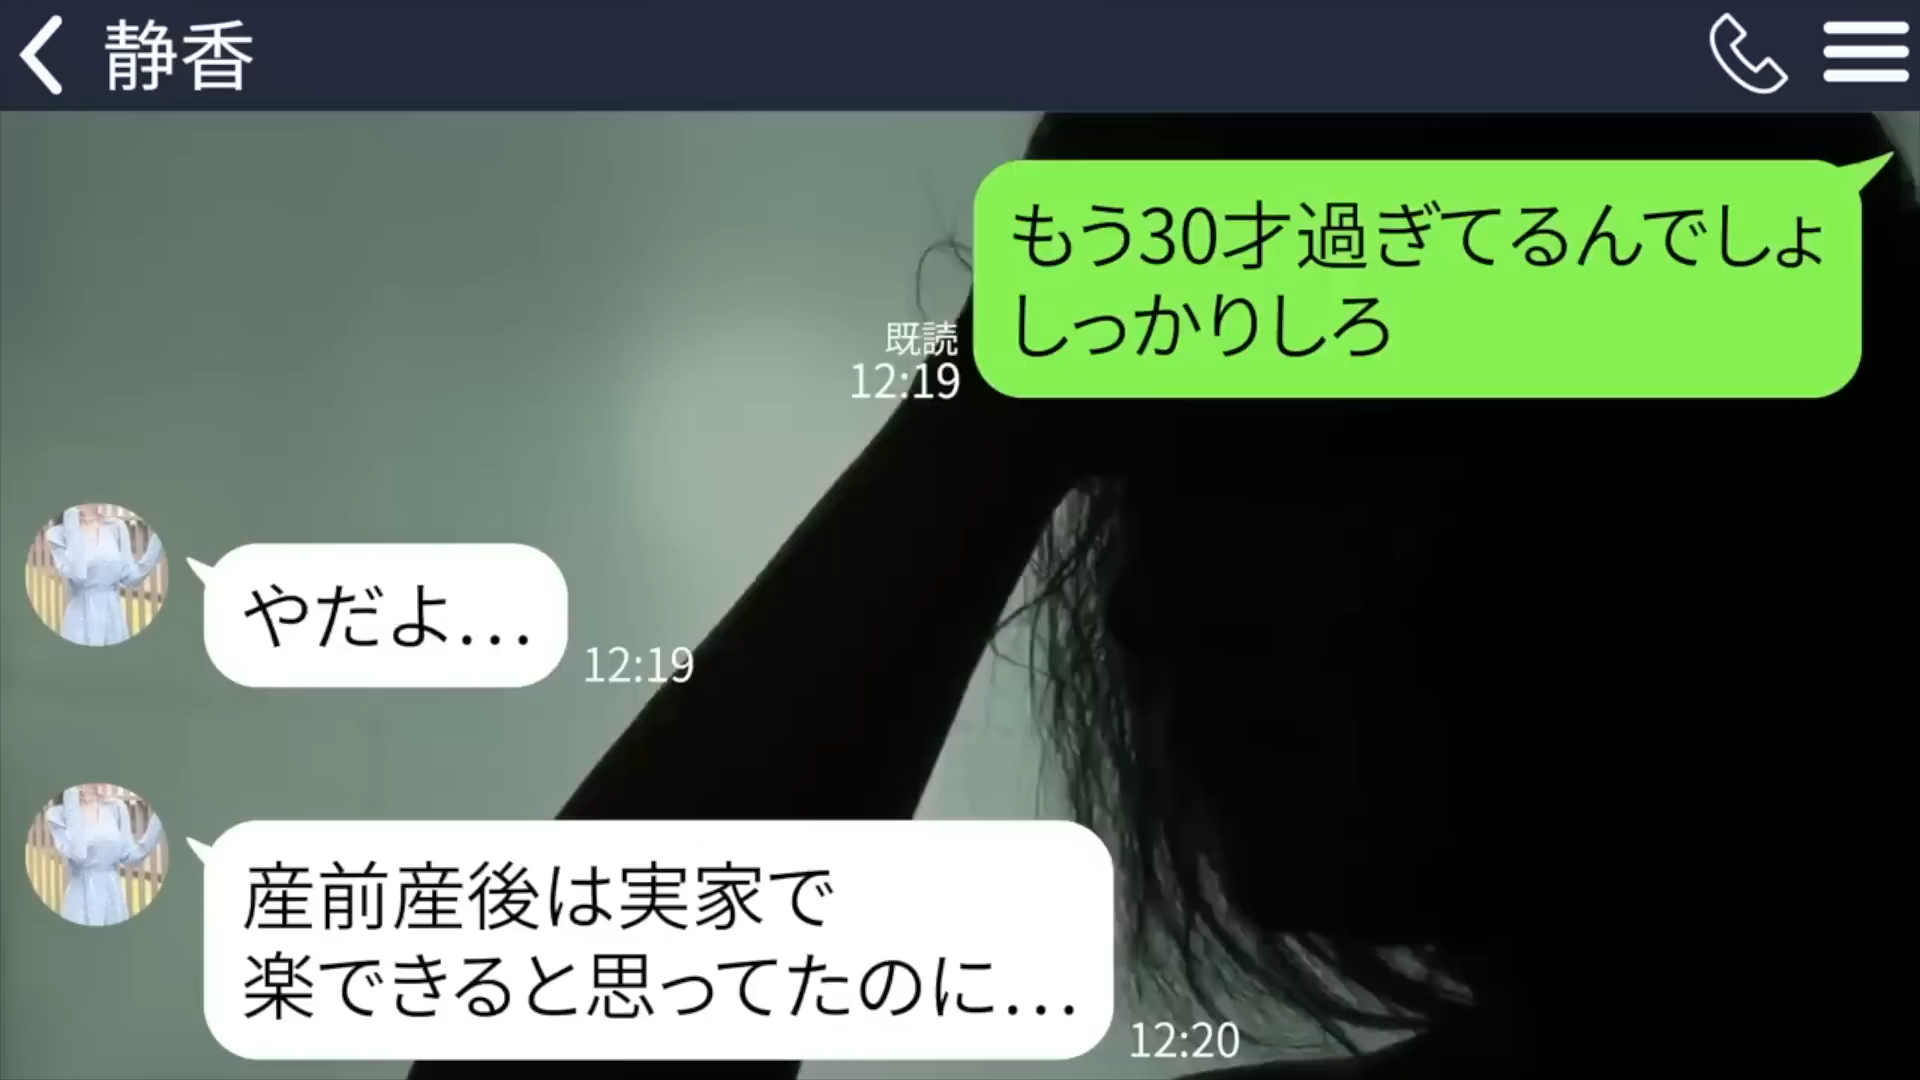 静香
もう30才過ぎてるんでしょ
しっかりしろ
既読
12:19
やだよ…
12:19
産前産後は実家で
楽できると思ってたのに…
12:20